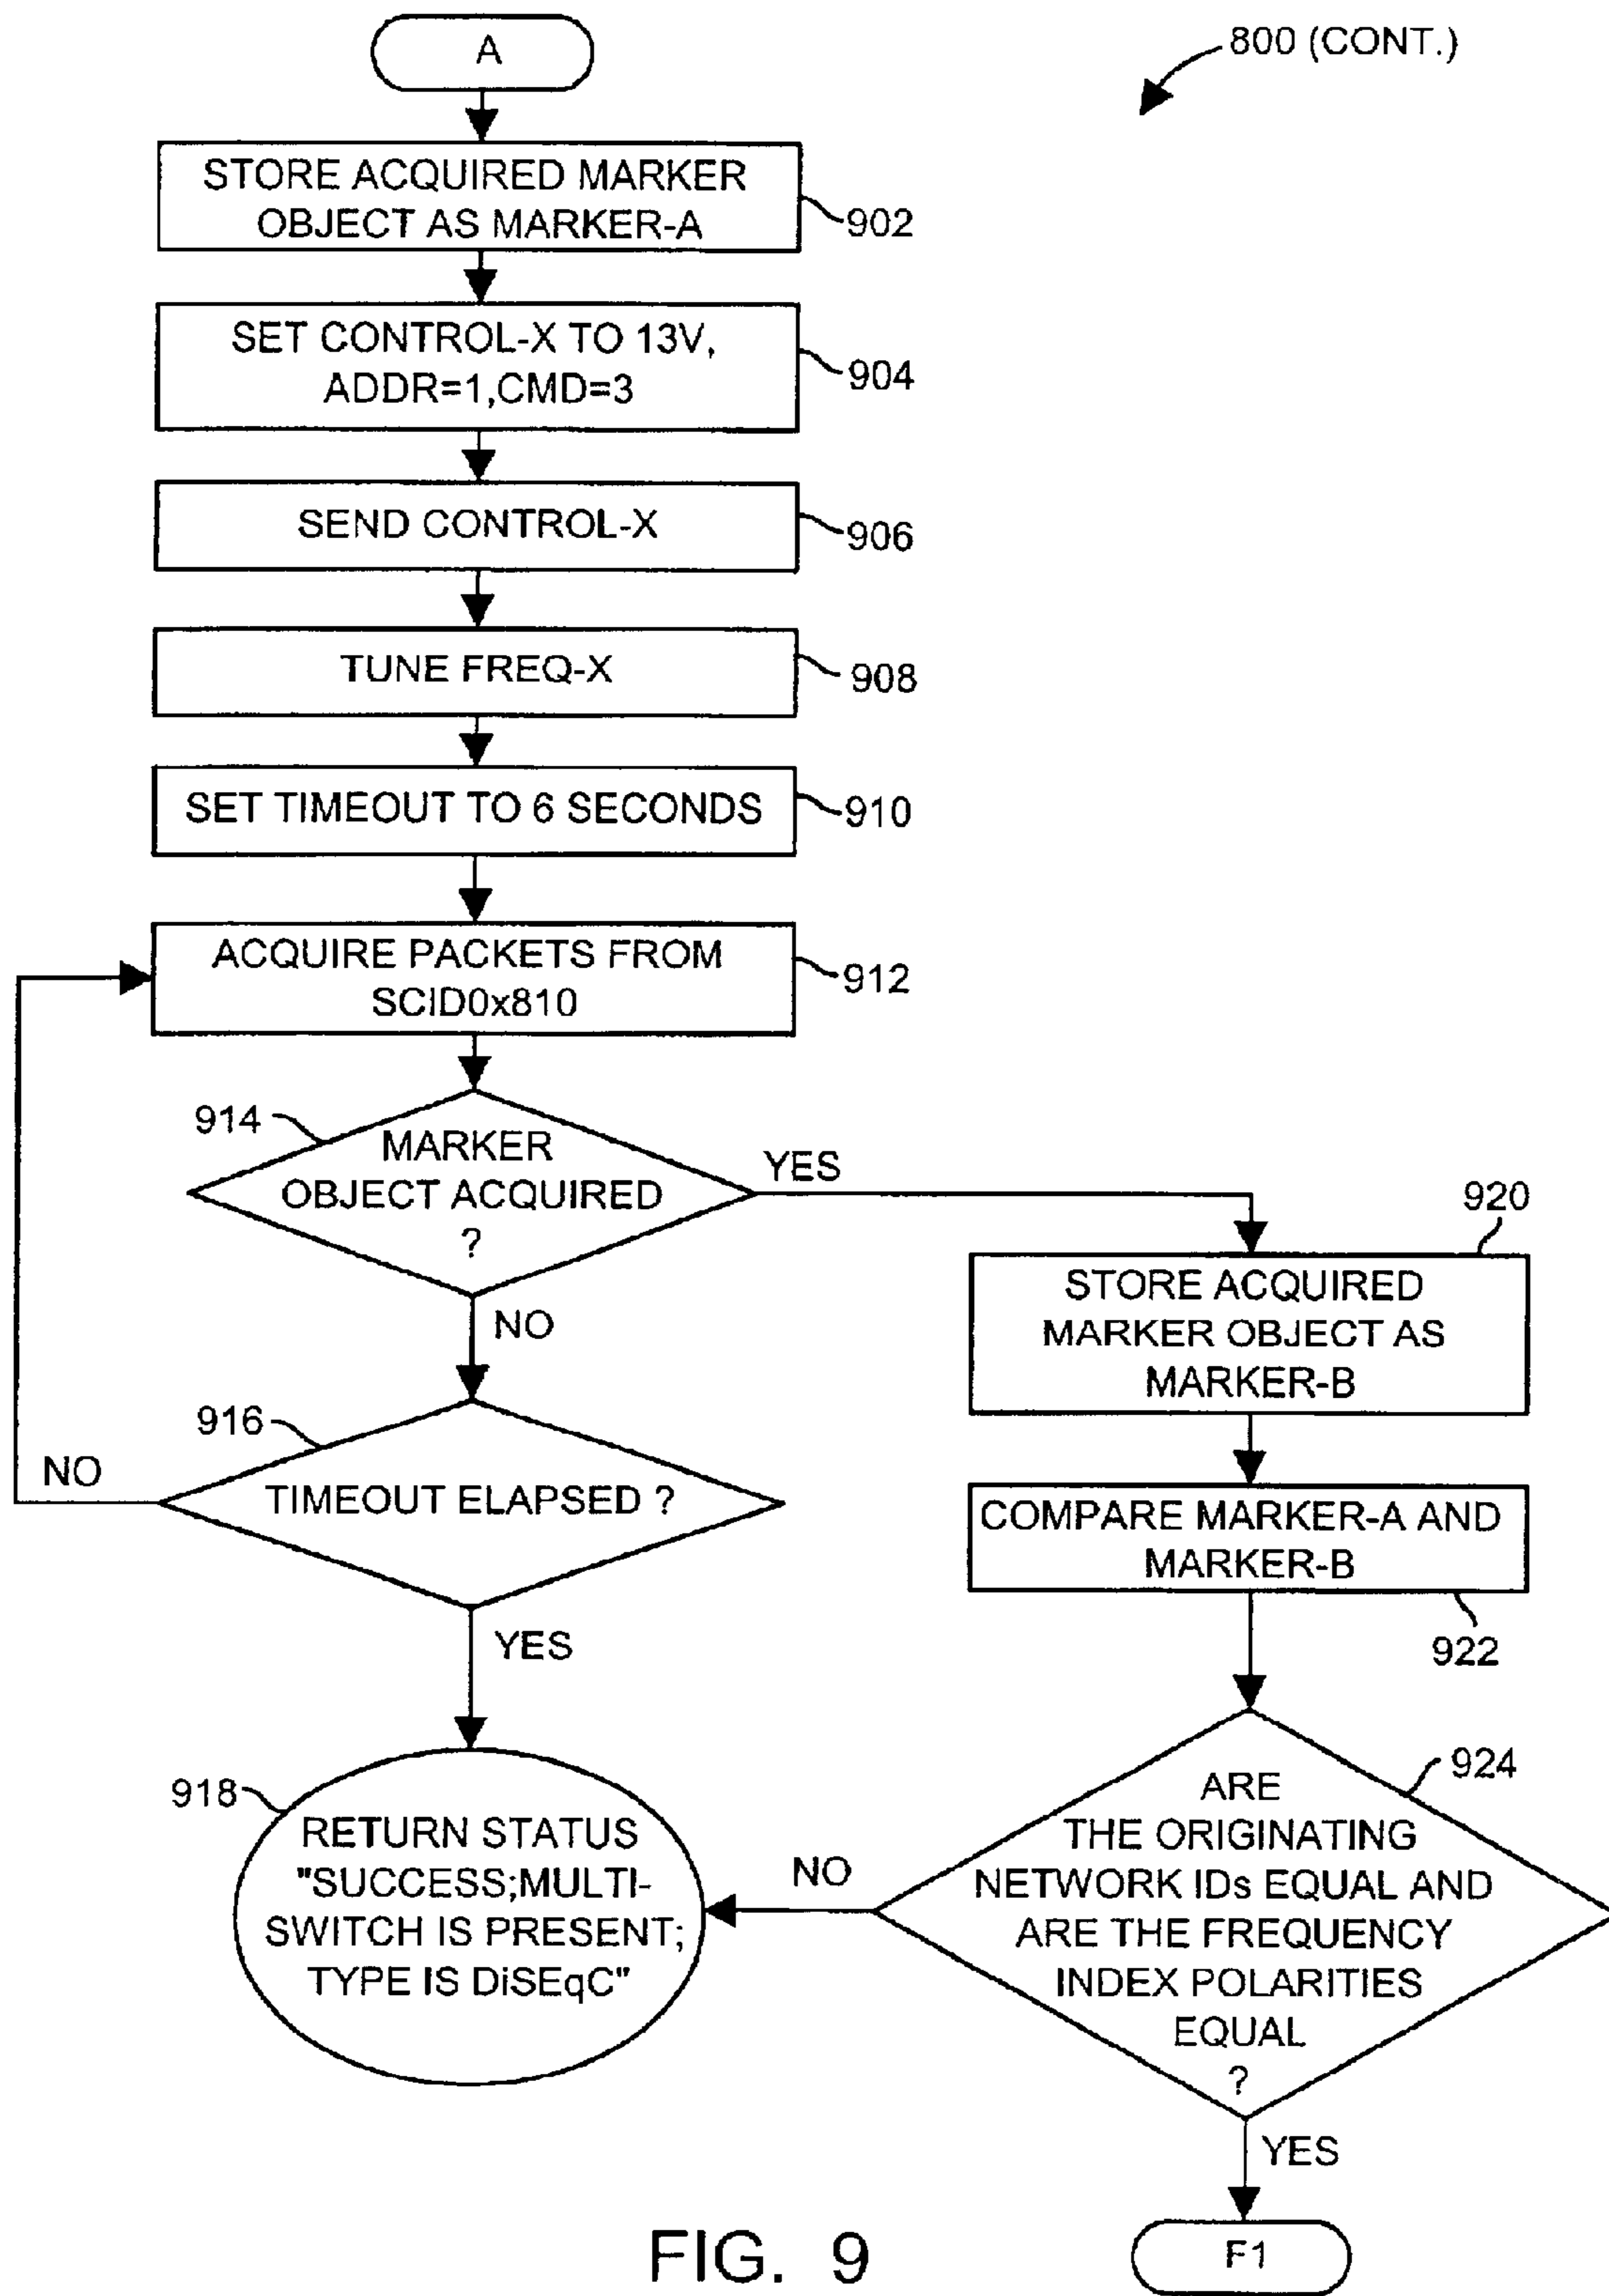 A
800 (CONT.)
STORE ACQUIRED MARKER
OBJECT AS MARKER-A
902
SET CONTROL-X TO 13V,
ADDR=1,CMD=3
904
SEND CONTROL-X
906
TUNE FREQ-X
908
SET TIMEOUT TO 6 SECONDS
910
ACQUIRE PACKETS FROM
SCID0x810
912
914
MARKER
OBJECT ACQUIRED
?
YES
NO
916
TIMEOUT ELAPSED ?
NO
YES
918
RETURN STATUS
"SUCCESS;MULTI-
SWITCH IS PRESENT;
TYPE IS DiSEqC"
920
STORE ACQUIRED
MARKER OBJECT AS
MARKER-B
COMPARE MARKER-A AND
MARKER-B
922
924
ARE
THE ORIGINATING
NETWORK IDs EQUAL AND
ARE THE FREQUENCY
INDEX POLARITIES
EQUAL
?
NO
YES
F1
FIG. 9